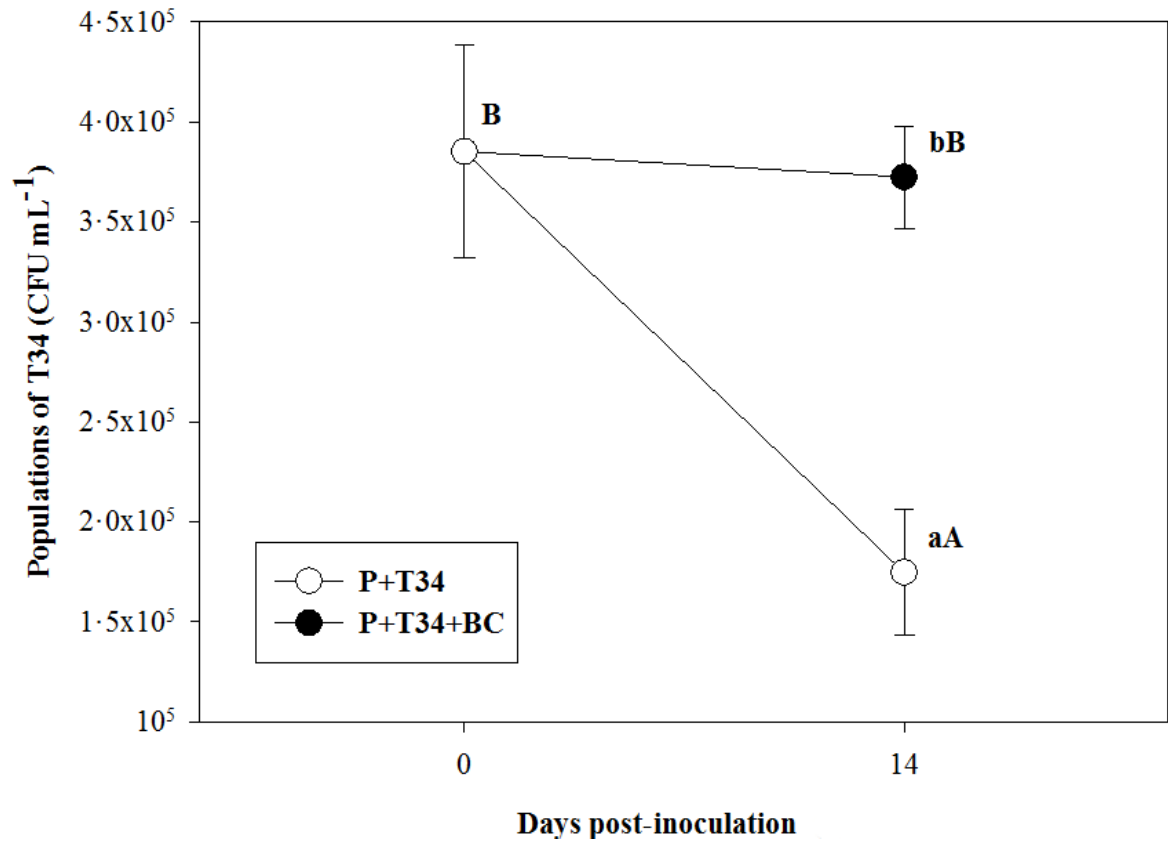 4·5x10⁵
4·0x10⁵
3·5x10⁵
3·0x10⁵
2·5x10⁵
2·0x10⁵
1·5x10⁵
10⁵
Populations of T34 (CFU mL⁻¹)
B
bB
aA
P+T34
P+T34+BC
0 14
Days post-inoculation